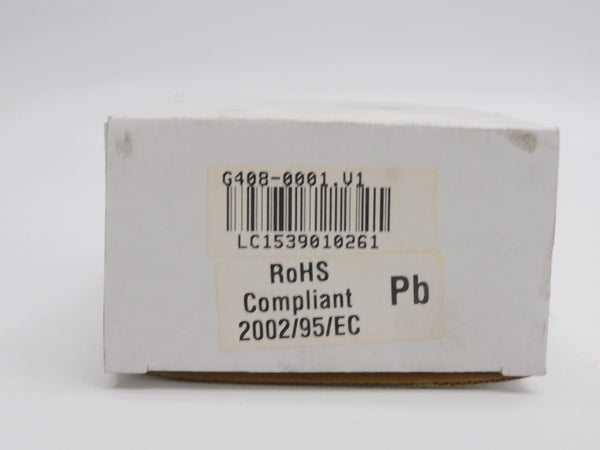 G408-0001.V1
LC1539010261
RoHS
Compliant Pb
2002/95/EC